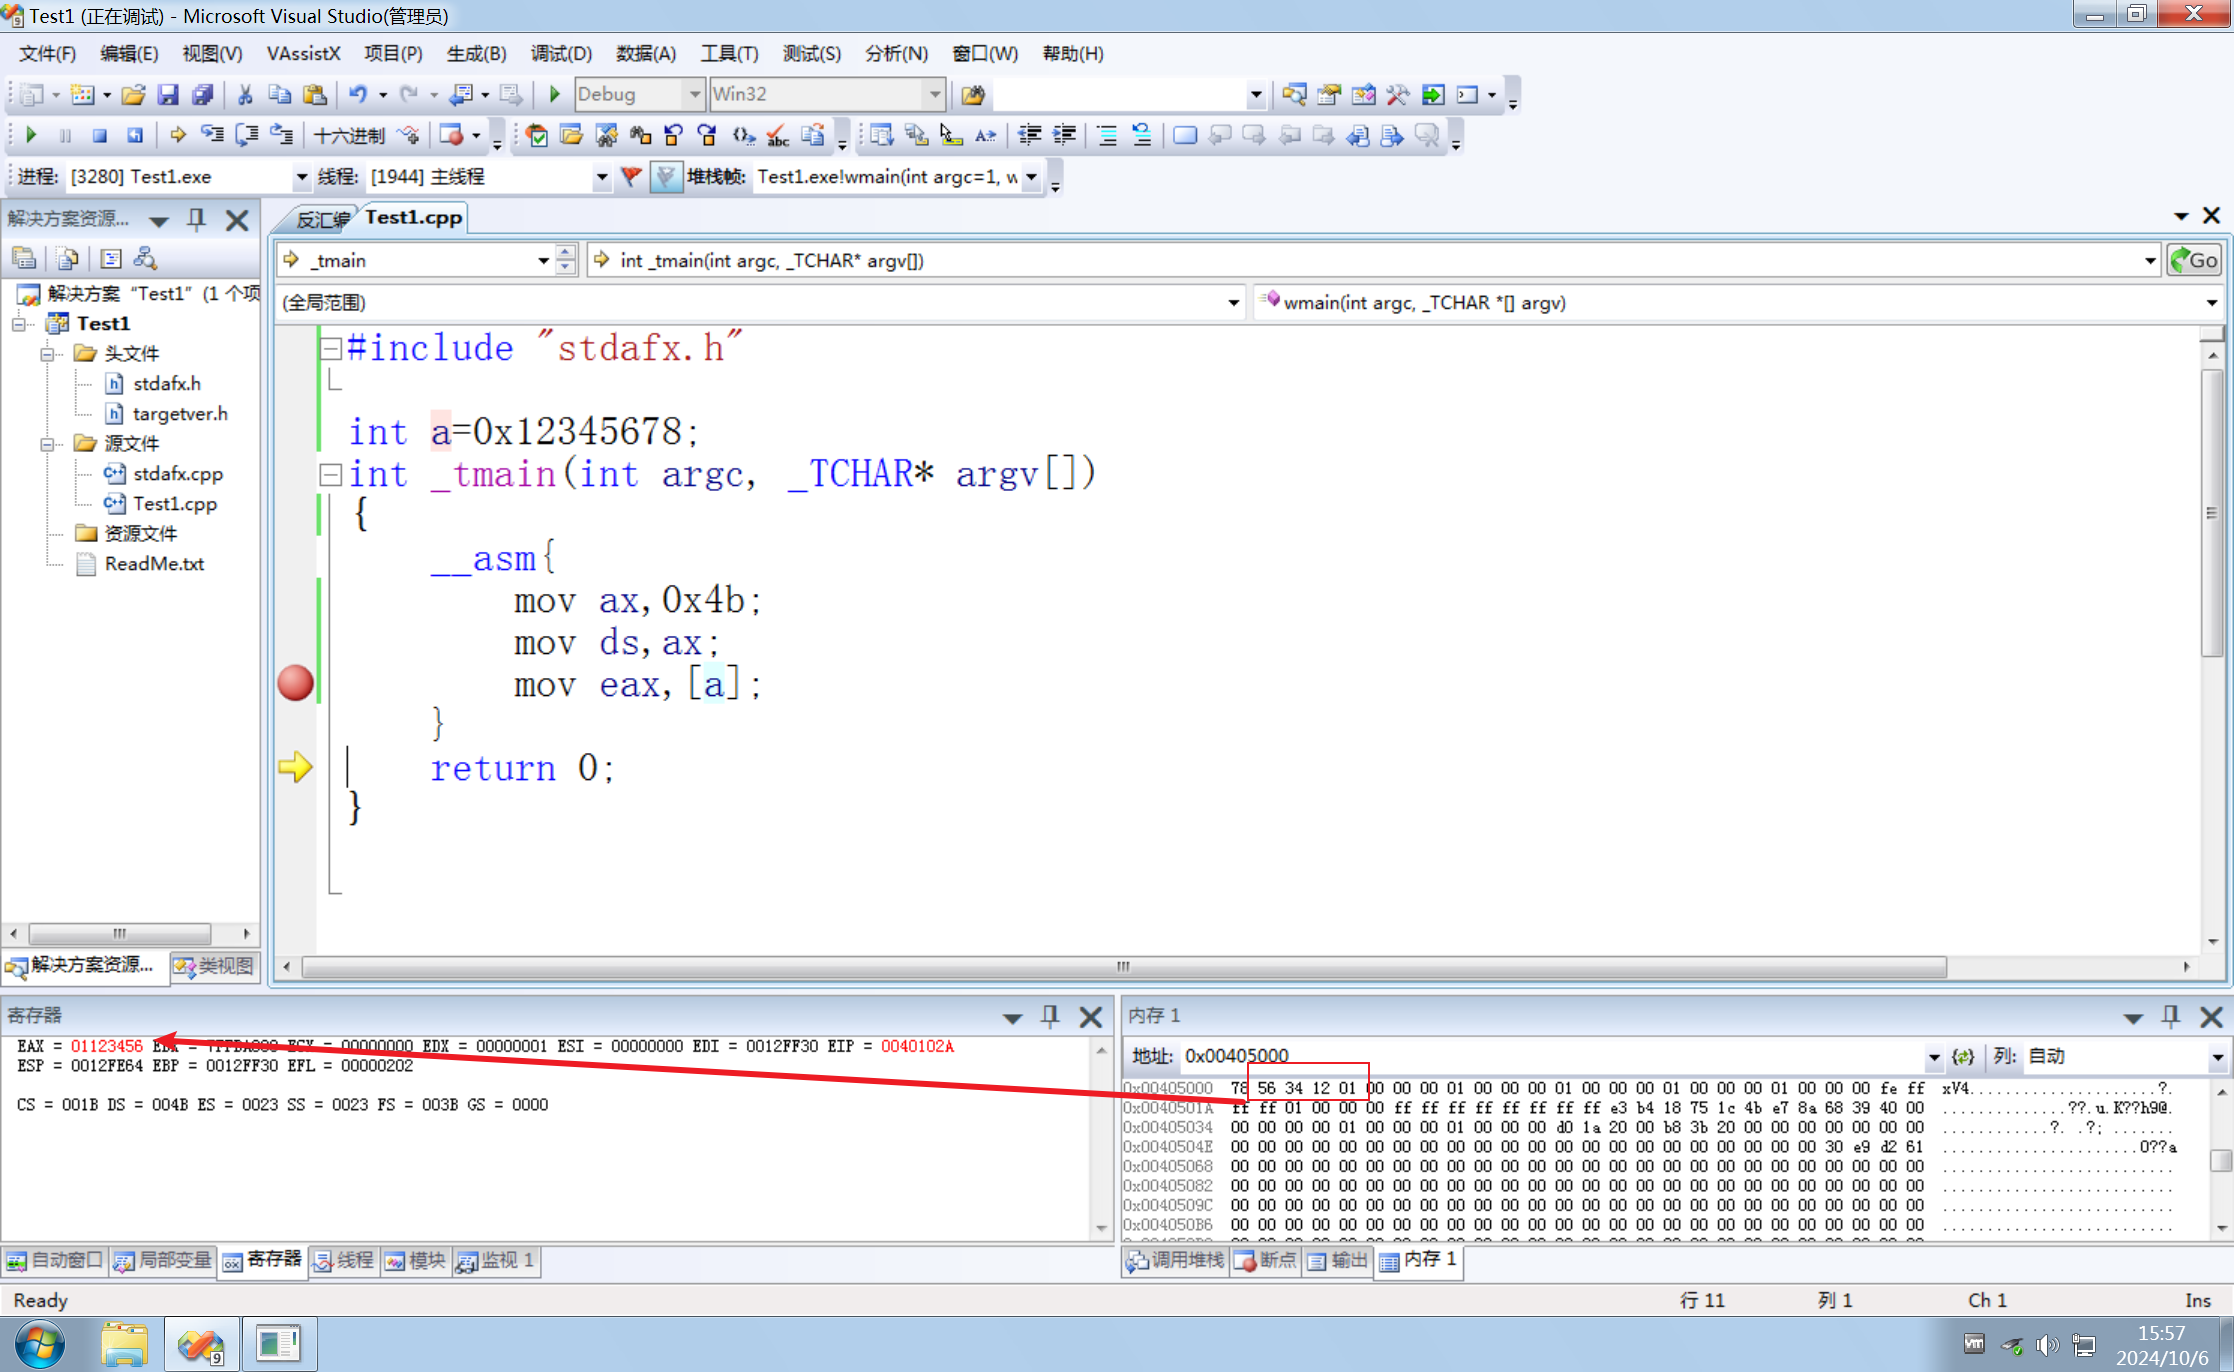 Test1 (正在调试) - Microsoft Visual Studio(管理员)
文件(F) 编辑(E) 视图(V) VAssistX 项目(P) 生成(B) 调试(D) 数据(A) 工具(T) 测试(S) 分析(N) 窗口(W) 帮助(H)
Debug Win32
十六进制
进程: [3280] Test1.exe 线程: [1944] 主线程 堆栈帧: Test1.exe!wmain(int argc=1, w
解决方案资源...
反汇编 Test1.cpp
_tmain int _tmain(int argc, _TCHAR* argv[]) Go
(全局范围) wmain(int argc, _TCHAR *[] argv)
解决方案 "Test1" (1 个项
Test1
头文件
stdafx.h
targetver.h
源文件
stdafx.cpp
Test1.cpp
资源文件
ReadMe.txt
#include "stdafx.h"
int a=0x12345678;
int _tmain(int argc, _TCHAR* argv[])
{
__asm{
mov ax,0x4b;
mov ds,ax;
mov eax,[a];
}
return 0;
}
解决方案资源... 类视图
寄存器
EAX = 01123456 ECX = 00000000 EDX = 00000001 ESI = 00000000 EDI = 0012FF30 EIP = 0040102A
ESP = 0012FE64 EBP = 0012FF30 EFL = 00000202
CS = 001B DS = 004B ES = 0023 SS = 0023 FS = 003B GS = 0000
内存 1
地址: 0x00405000 列: 自动
0x00405000 78 56 34 12 01 00 00 00 01 00 00 00 01 00 00 00 01 00 00 00 01 00 00 00 fe ff xV4......................?.
0x0040501A ff ff 01 00 00 00 ff ff ff ff ff ff ff ff e3 b4 18 75 1c 4b e7 8a 68 39 40 00 ..............??.u.K??h9@.
0x00405034 00 00 00 00 01 00 00 00 01 00 00 00 d0 1a 20 00 b8 3b 20 00 00 00 00 00 00 00 ............?. .?; .......
0x0040504E 00 00 00 00 00 00 00 00 00 00 00 00 00 00 00 00 00 00 00 00 00 00 30 e9 d2 61 ......................0??a
0x00405068 00 00 00 00 00 00 00 00 00 00 00 00 00 00 00 00 00 00 00 00 00 00 00 00 00 00 ..........................
0x00405082 00 00 00 00 00 00 00 00 00 00 00 00 00 00 00 00 00 00 00 00 00 00 00 00 00 00 ..........................
0x0040509C 00 00 00 00 00 00 00 00 00 00 00 00 00 00 00 00 00 00 00 00 00 00 00 00 00 00 ..........................
0x004050B6 00 00 00 00 00 00 00 00 00 00 00 00 00 00 00 00 00 00 00 00 00 00 00 00 00 00 ..........................
自动窗口 局部变量 寄存器 线程 模块 监视 1
调用堆栈 断点 输出 内存 1
Ready 行 11 列 1 Ch 1 Ins
15:57
2024/10/6